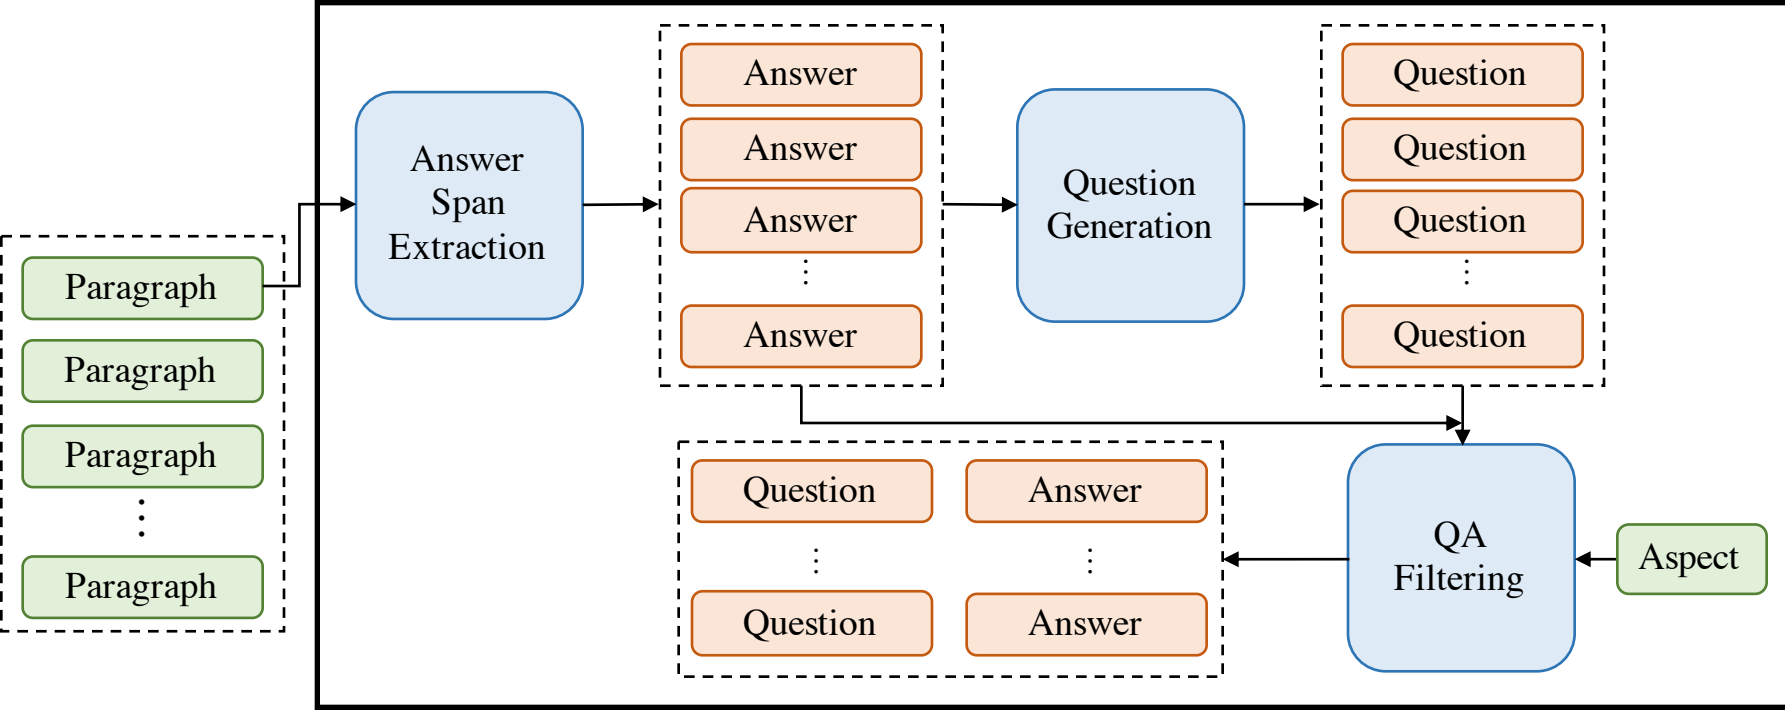 Paragraph
Paragraph
Paragraph
Paragraph
Answer
Span
Extraction
Answer
Answer
Answer
Answer
Question
Generation
Question
Question
Question
Question
QA
Filtering
Aspect
Question
Answer
Question
Answer